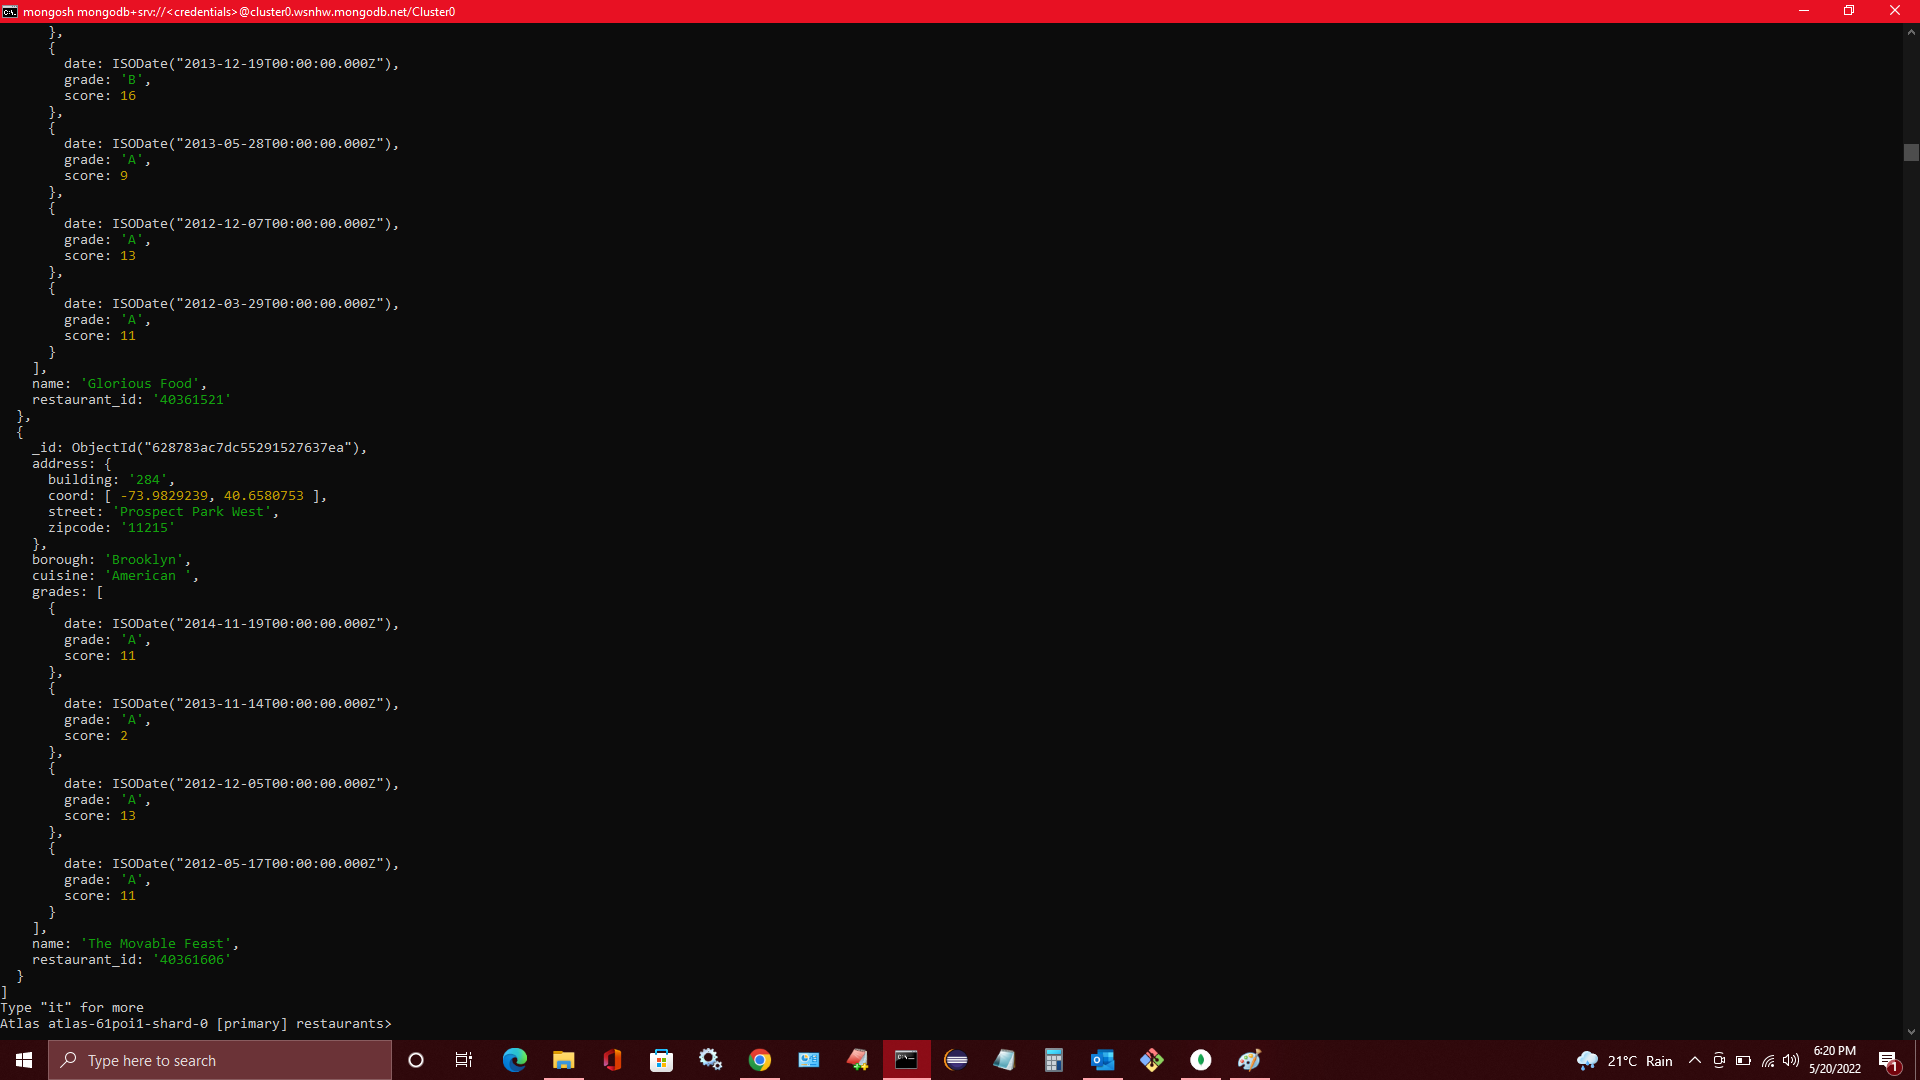 mongosh mongodb+srv://<credentials>@cluster0.wsnhw.mongodb.net/Cluster0
      },
      {
        date: ISODate("2013-12-19T00:00:00.000Z"),
        grade: 'B',
        score: 16
      },
      {
        date: ISODate("2013-05-28T00:00:00.000Z"),
        grade: 'A',
        score: 9
      },
      {
        date: ISODate("2012-12-07T00:00:00.000Z"),
        grade: 'A',
        score: 13
      },
      {
        date: ISODate("2012-03-29T00:00:00.000Z"),
        grade: 'A',
        score: 11
      }
    ],
    name: 'Glorious Food',
    restaurant_id: '40361521'
  },
  {
    _id: ObjectId("628783ac7dc55291527637ea"),
    address: {
      building: '284',
      coord: [ -73.9829239, 40.6580753 ],
      street: 'Prospect Park West',
      zipcode: '11215'
    },
    borough: 'Brooklyn',
    cuisine: 'American ',
    grades: [
      {
        date: ISODate("2014-11-19T00:00:00.000Z"),
        grade: 'A',
        score: 11
      },
      {
        date: ISODate("2013-11-14T00:00:00.000Z"),
        grade: 'A',
        score: 2
      },
      {
        date: ISODate("2012-12-05T00:00:00.000Z"),
        grade: 'A',
        score: 13
      },
      {
        date: ISODate("2012-05-17T00:00:00.000Z"),
        grade: 'A',
        score: 11
      }
    ],
    name: 'The Movable Feast',
    restaurant_id: '40361606'
  }
]
Type "it" for more
Atlas atlas-61poi1-shard-0 [primary] restaurants>
Type here to search
21°C Rain
6:20 PM
5/20/2022
1